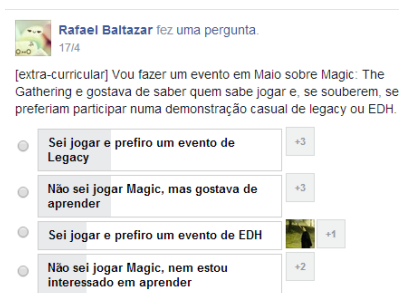 Rafael Baltazar fez uma pergunta.
17/4
[extra-curricular] Vou fazer um evento em Maio sobre Magic: The
Gathering e gostava de saber quem sabe jogar e, se souberem, se
preferiam participar numa demonstração casual de legacy ou EDH.
Sei jogar e prefiro um evento de
Legacy
+3
Não sei jogar Magic, mas gostava de
aprender
+3
Sei jogar e prefiro um evento de EDH
+1
Não sei jogar Magic, nem estou
interessado em aprender
+2